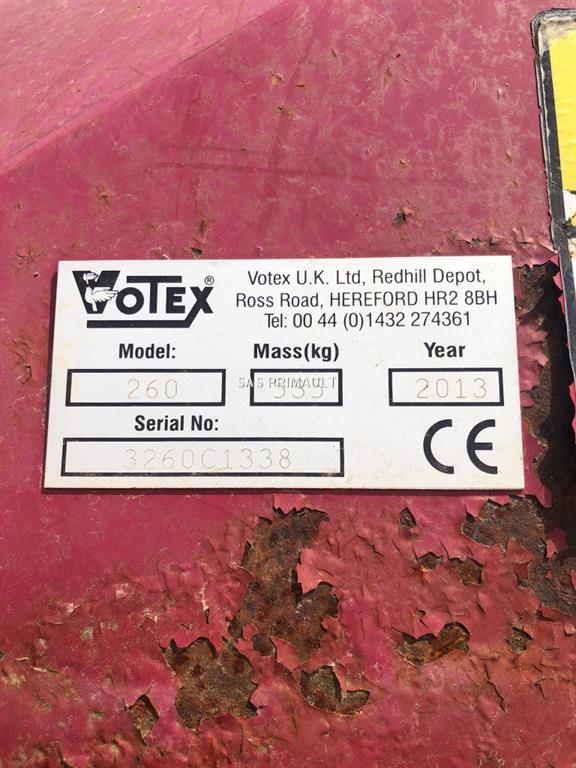 VOTEX®
Votex U.K. Ltd, Redhill Depot,
Ross Road, HEREFORD HR2 8BH
Tel: 00 44 (0)1432 274361
Model: Mass(kg) Year
260 535 2013
SAS PRIMAULT
Serial No:
3260C1338
CE